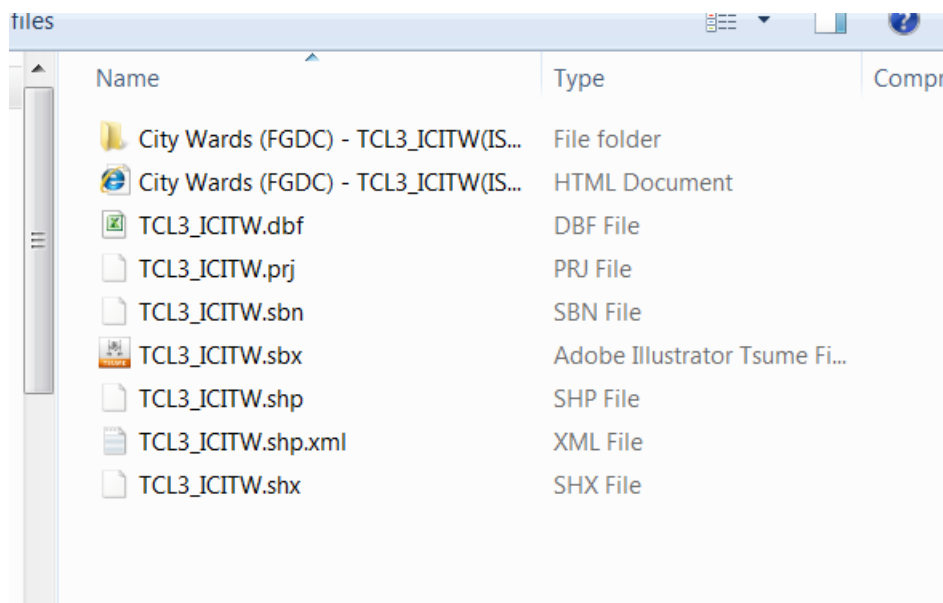 files
Name Type Compr
City Wards (FGDC) - TCL3_ICITW(IS... File folder
City Wards (FGDC) - TCL3_ICITW(IS... HTML Document
TCL3_ICITW.dbf DBF File
TCL3_ICITW.prj PRJ File
TCL3_ICITW.sbn SBN File
TCL3_ICITW.sbx Adobe Illustrator Tsume Fi...
TCL3_ICITW.shp SHP File
TCL3_ICITW.shp.xml XML File
TCL3_ICITW.shx SHX File